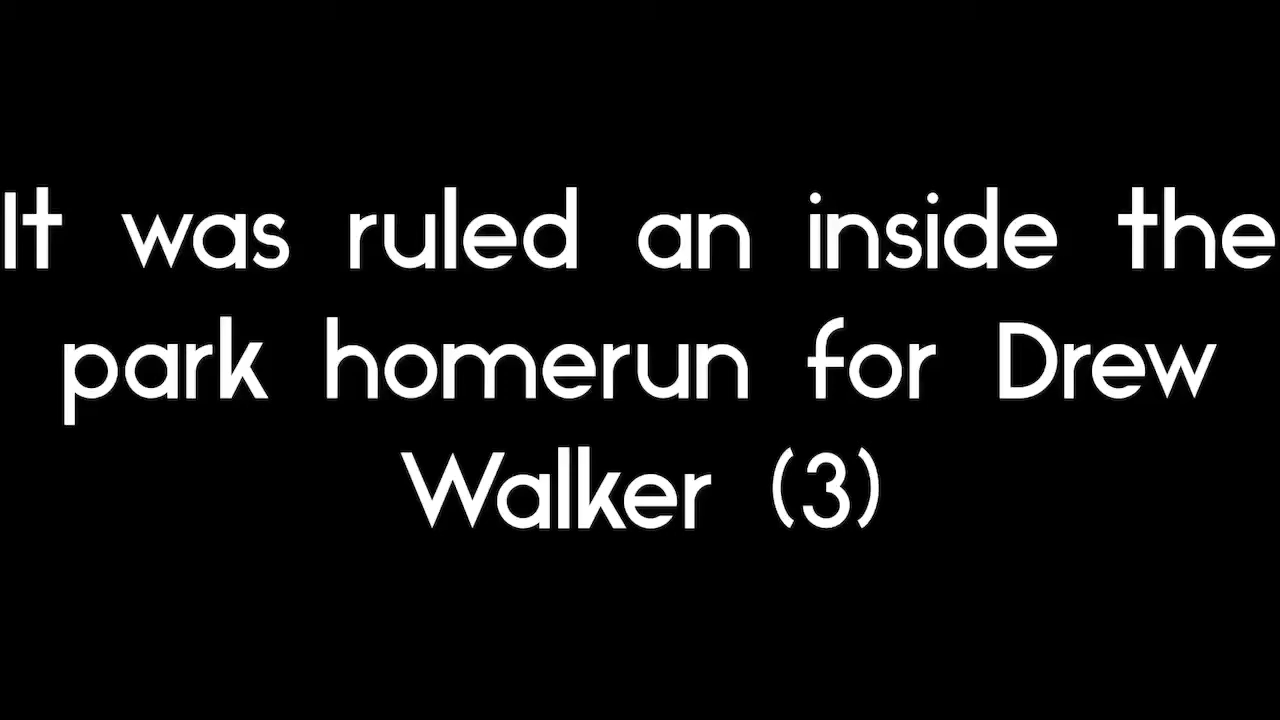 It was ruled an inside the
park homerun for Drew
Walker (3)